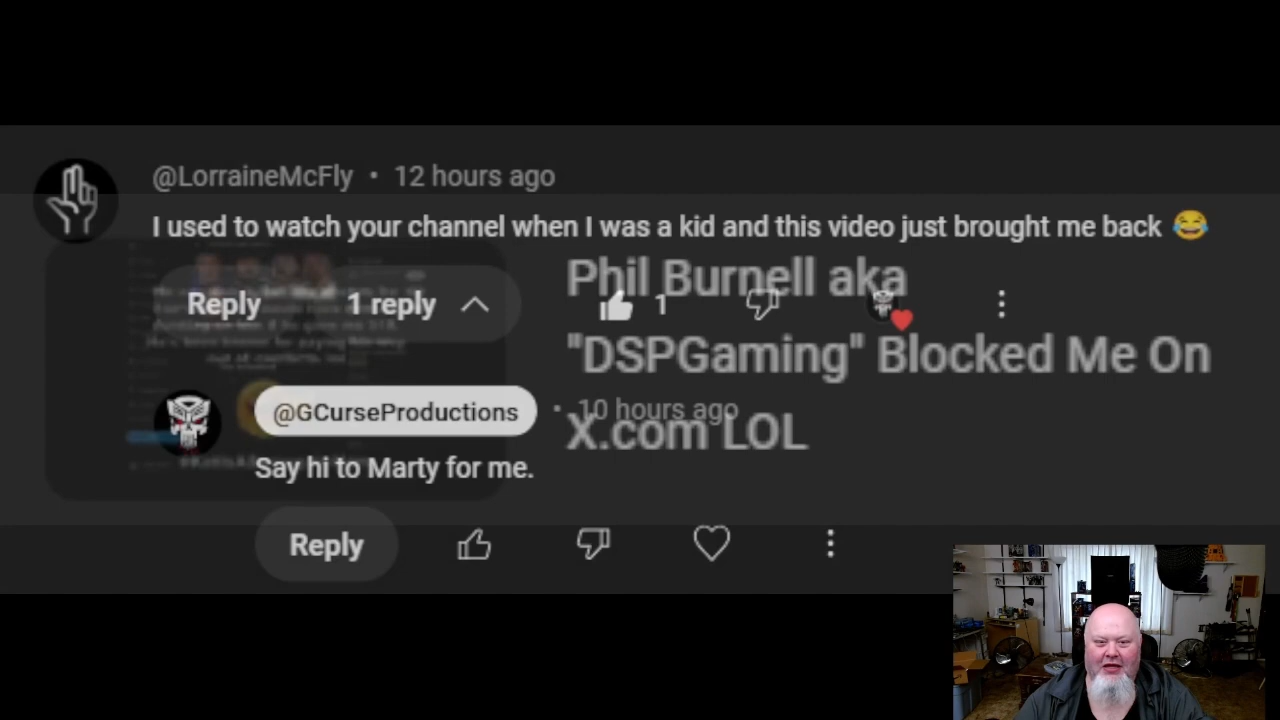 @LorraineMcFly • 12 hours ago
I used to watch your channel when I was a kid and this video just brought me back 😂
Phil Burnell aka
Reply 1 reply 1
"DSPGaming" Blocked Me On
@GCurseProductions • 10 hours ago
X.com LOL
Say hi to Marty for me.
Reply